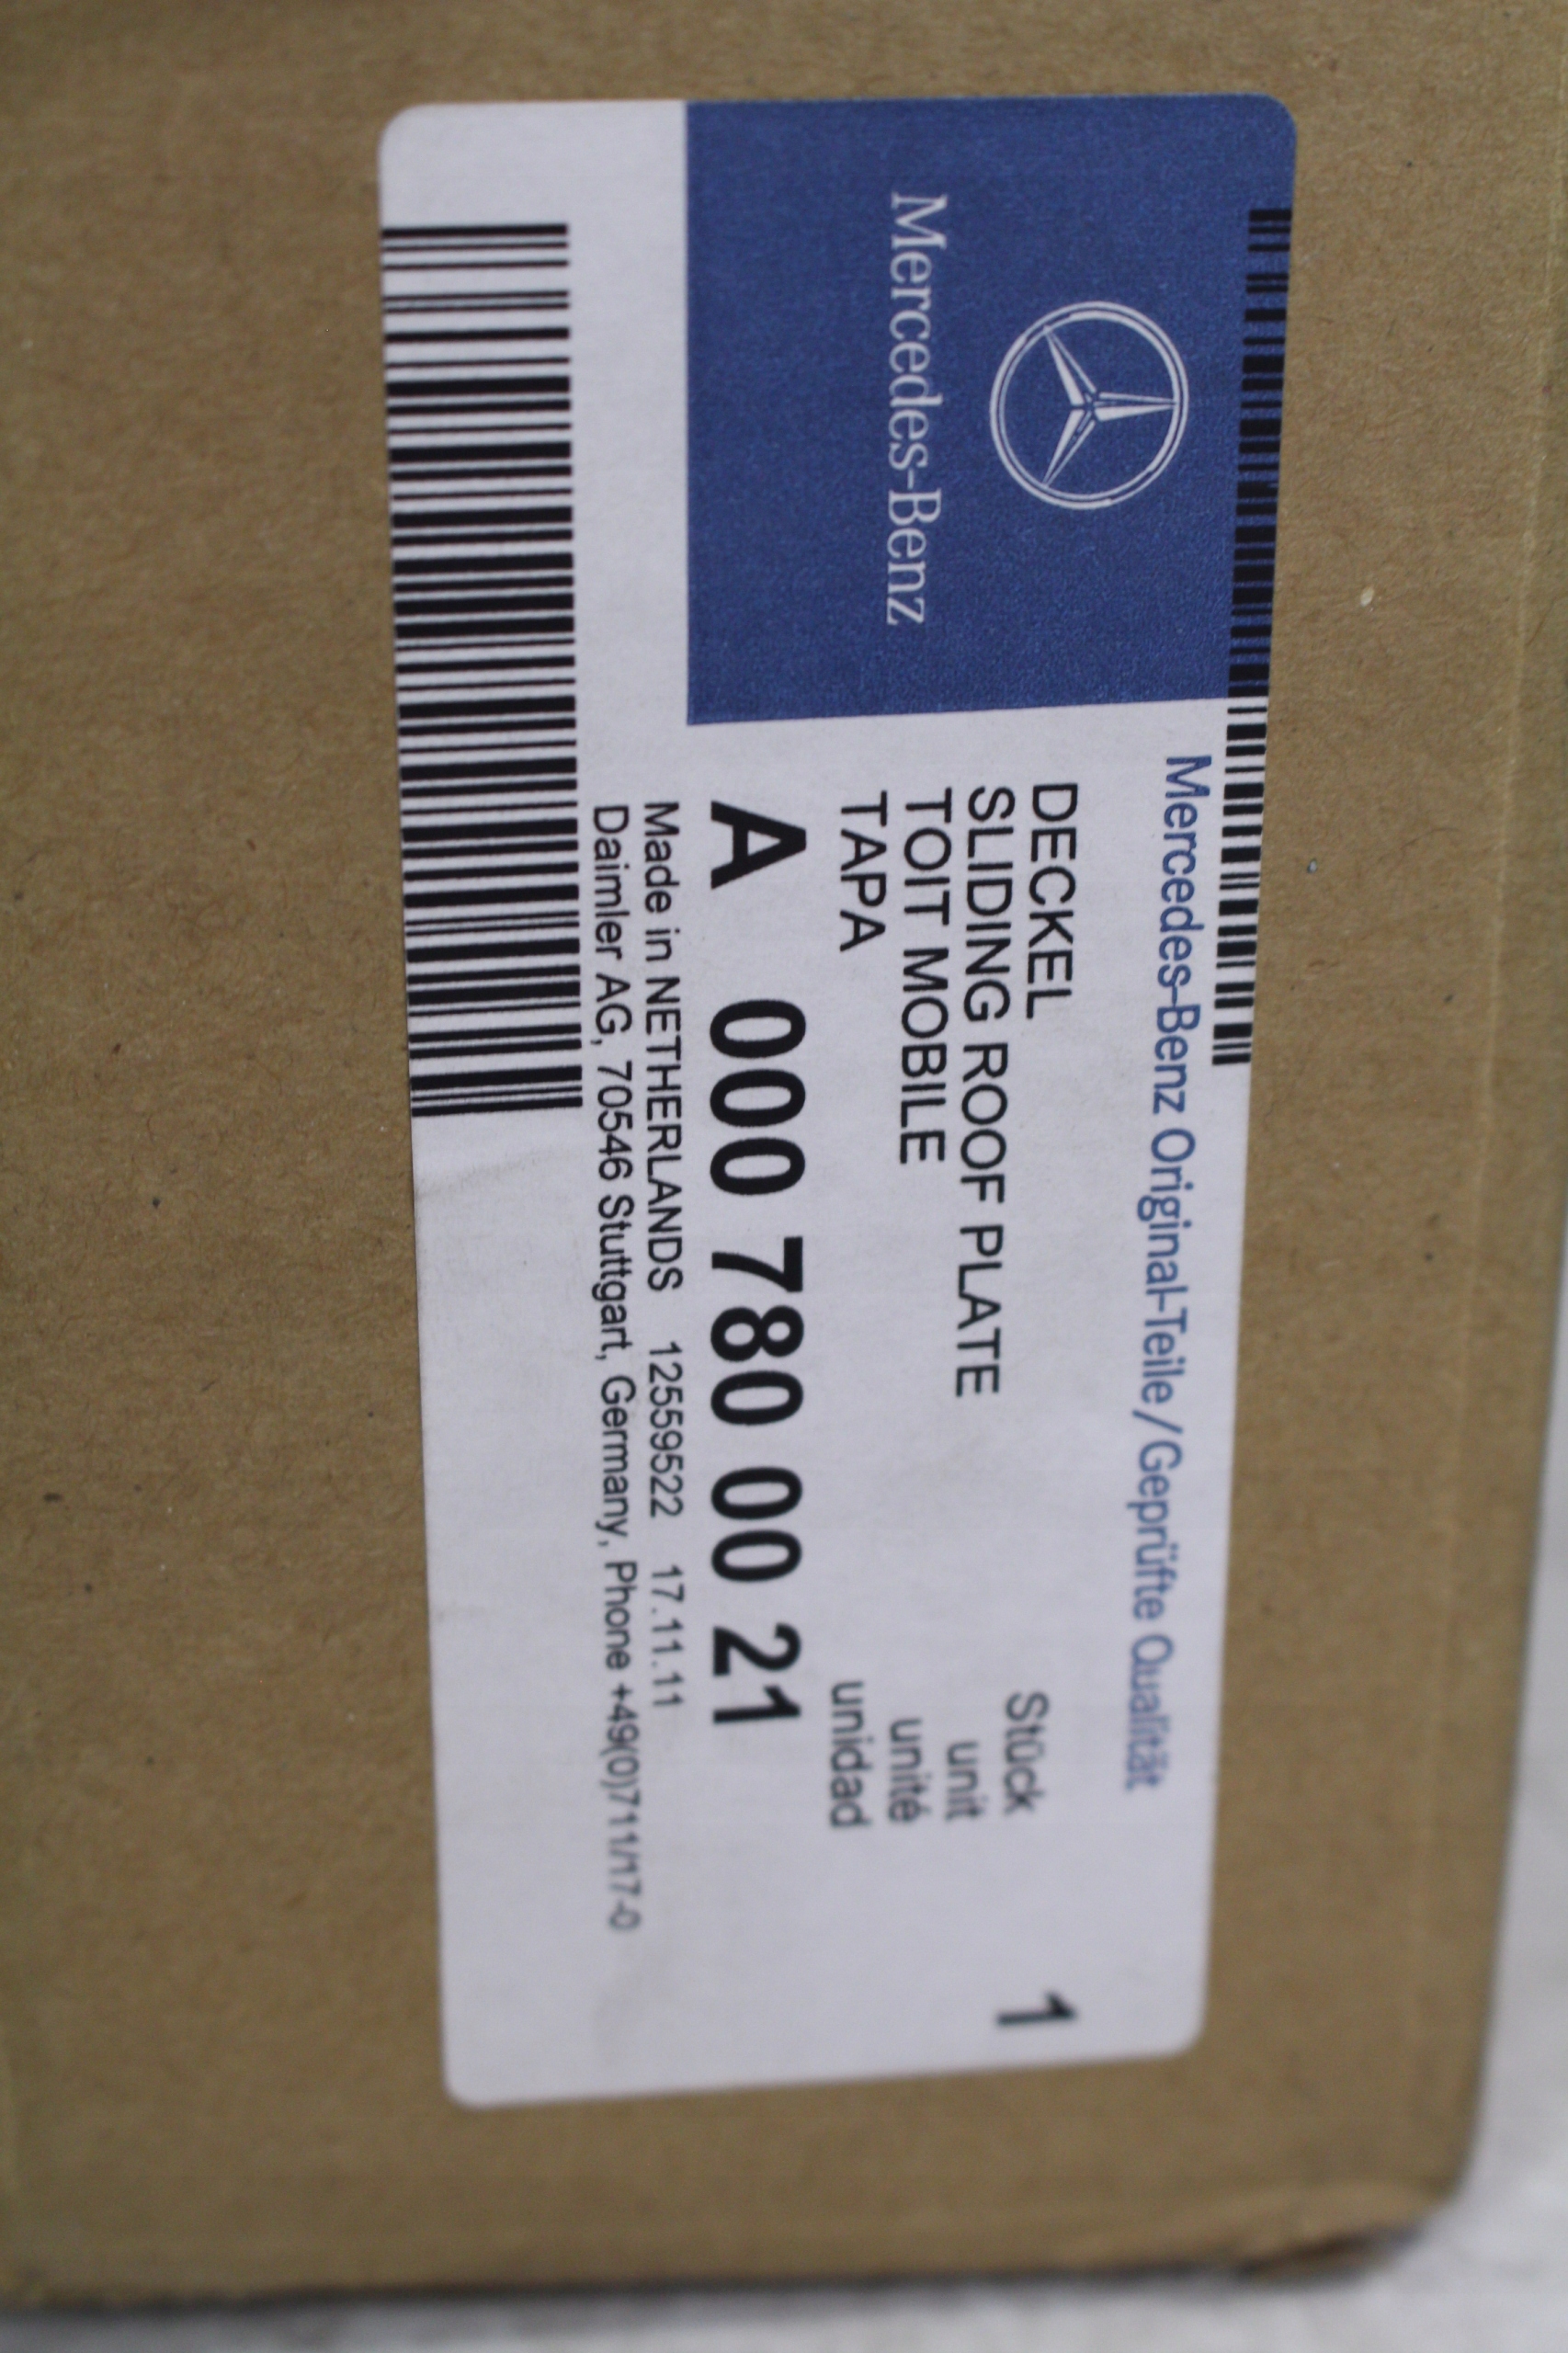 Mercedes-Benz
Mercedes-Benz Original-Teile/Geprüfte Qualität
DECKEL
SLIDING ROOF PLATE
TOIT MOBILE
TAPA
Stück 1
unit
unité
unidad
A 000 780 00 21
Made in NETHERLANDS 12559522 17.11.11
Daimler AG, 70546 Stuttgart, Germany, Phone +49(0)711/17-0